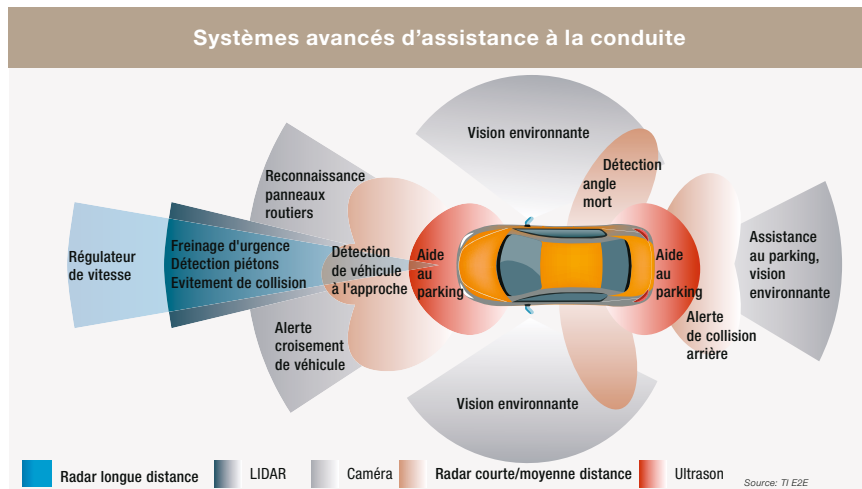 Systèmes avancés d'assistance à la conduite
Vision environnante
Détection
angle
mort
Reconnaissance
panneaux
routiers
Régulateur
de vitesse
Freinage d'urgence
Détection piétons
Evitement de collision
Détection
de véhicule
à l'approche
Aide
au
parking
Aide
au
parking
Assistance
au parking,
vision
environnante
Alerte
croisement
de véhicule
Alerte
de collision
arrière
Vision environnante
Radar longue distance
LIDAR
Caméra
Radar courte/moyenne distance
Ultrason
Source: TI E2E